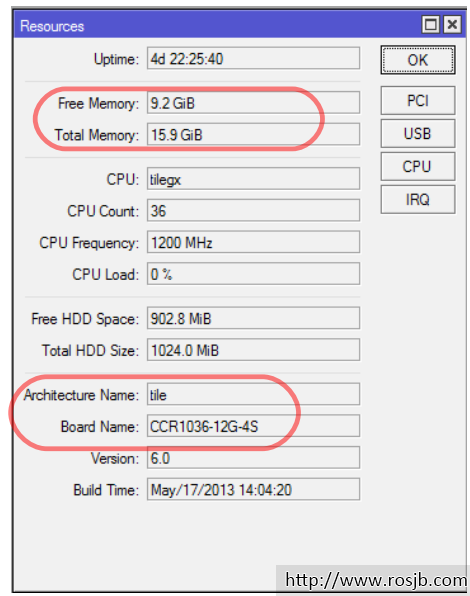 Resources
Uptime: 4d 22:25:40
OK
Free Memory: 9.2 GiB
PCI
Total Memory: 15.9 GiB
USB
CPU: tilegx
CPU
CPU Count: 36
IRQ
CPU Frequency: 1200 MHz
CPU Load: 0 %
Free HDD Space: 902.8 MiB
Total HDD Size: 1024.0 MiB
Architecture Name: tile
Board Name: CCR1036-12G-4S
Version: 6.0
Build Time: May/17/2013 14:04:20
http://www.rosjb.com